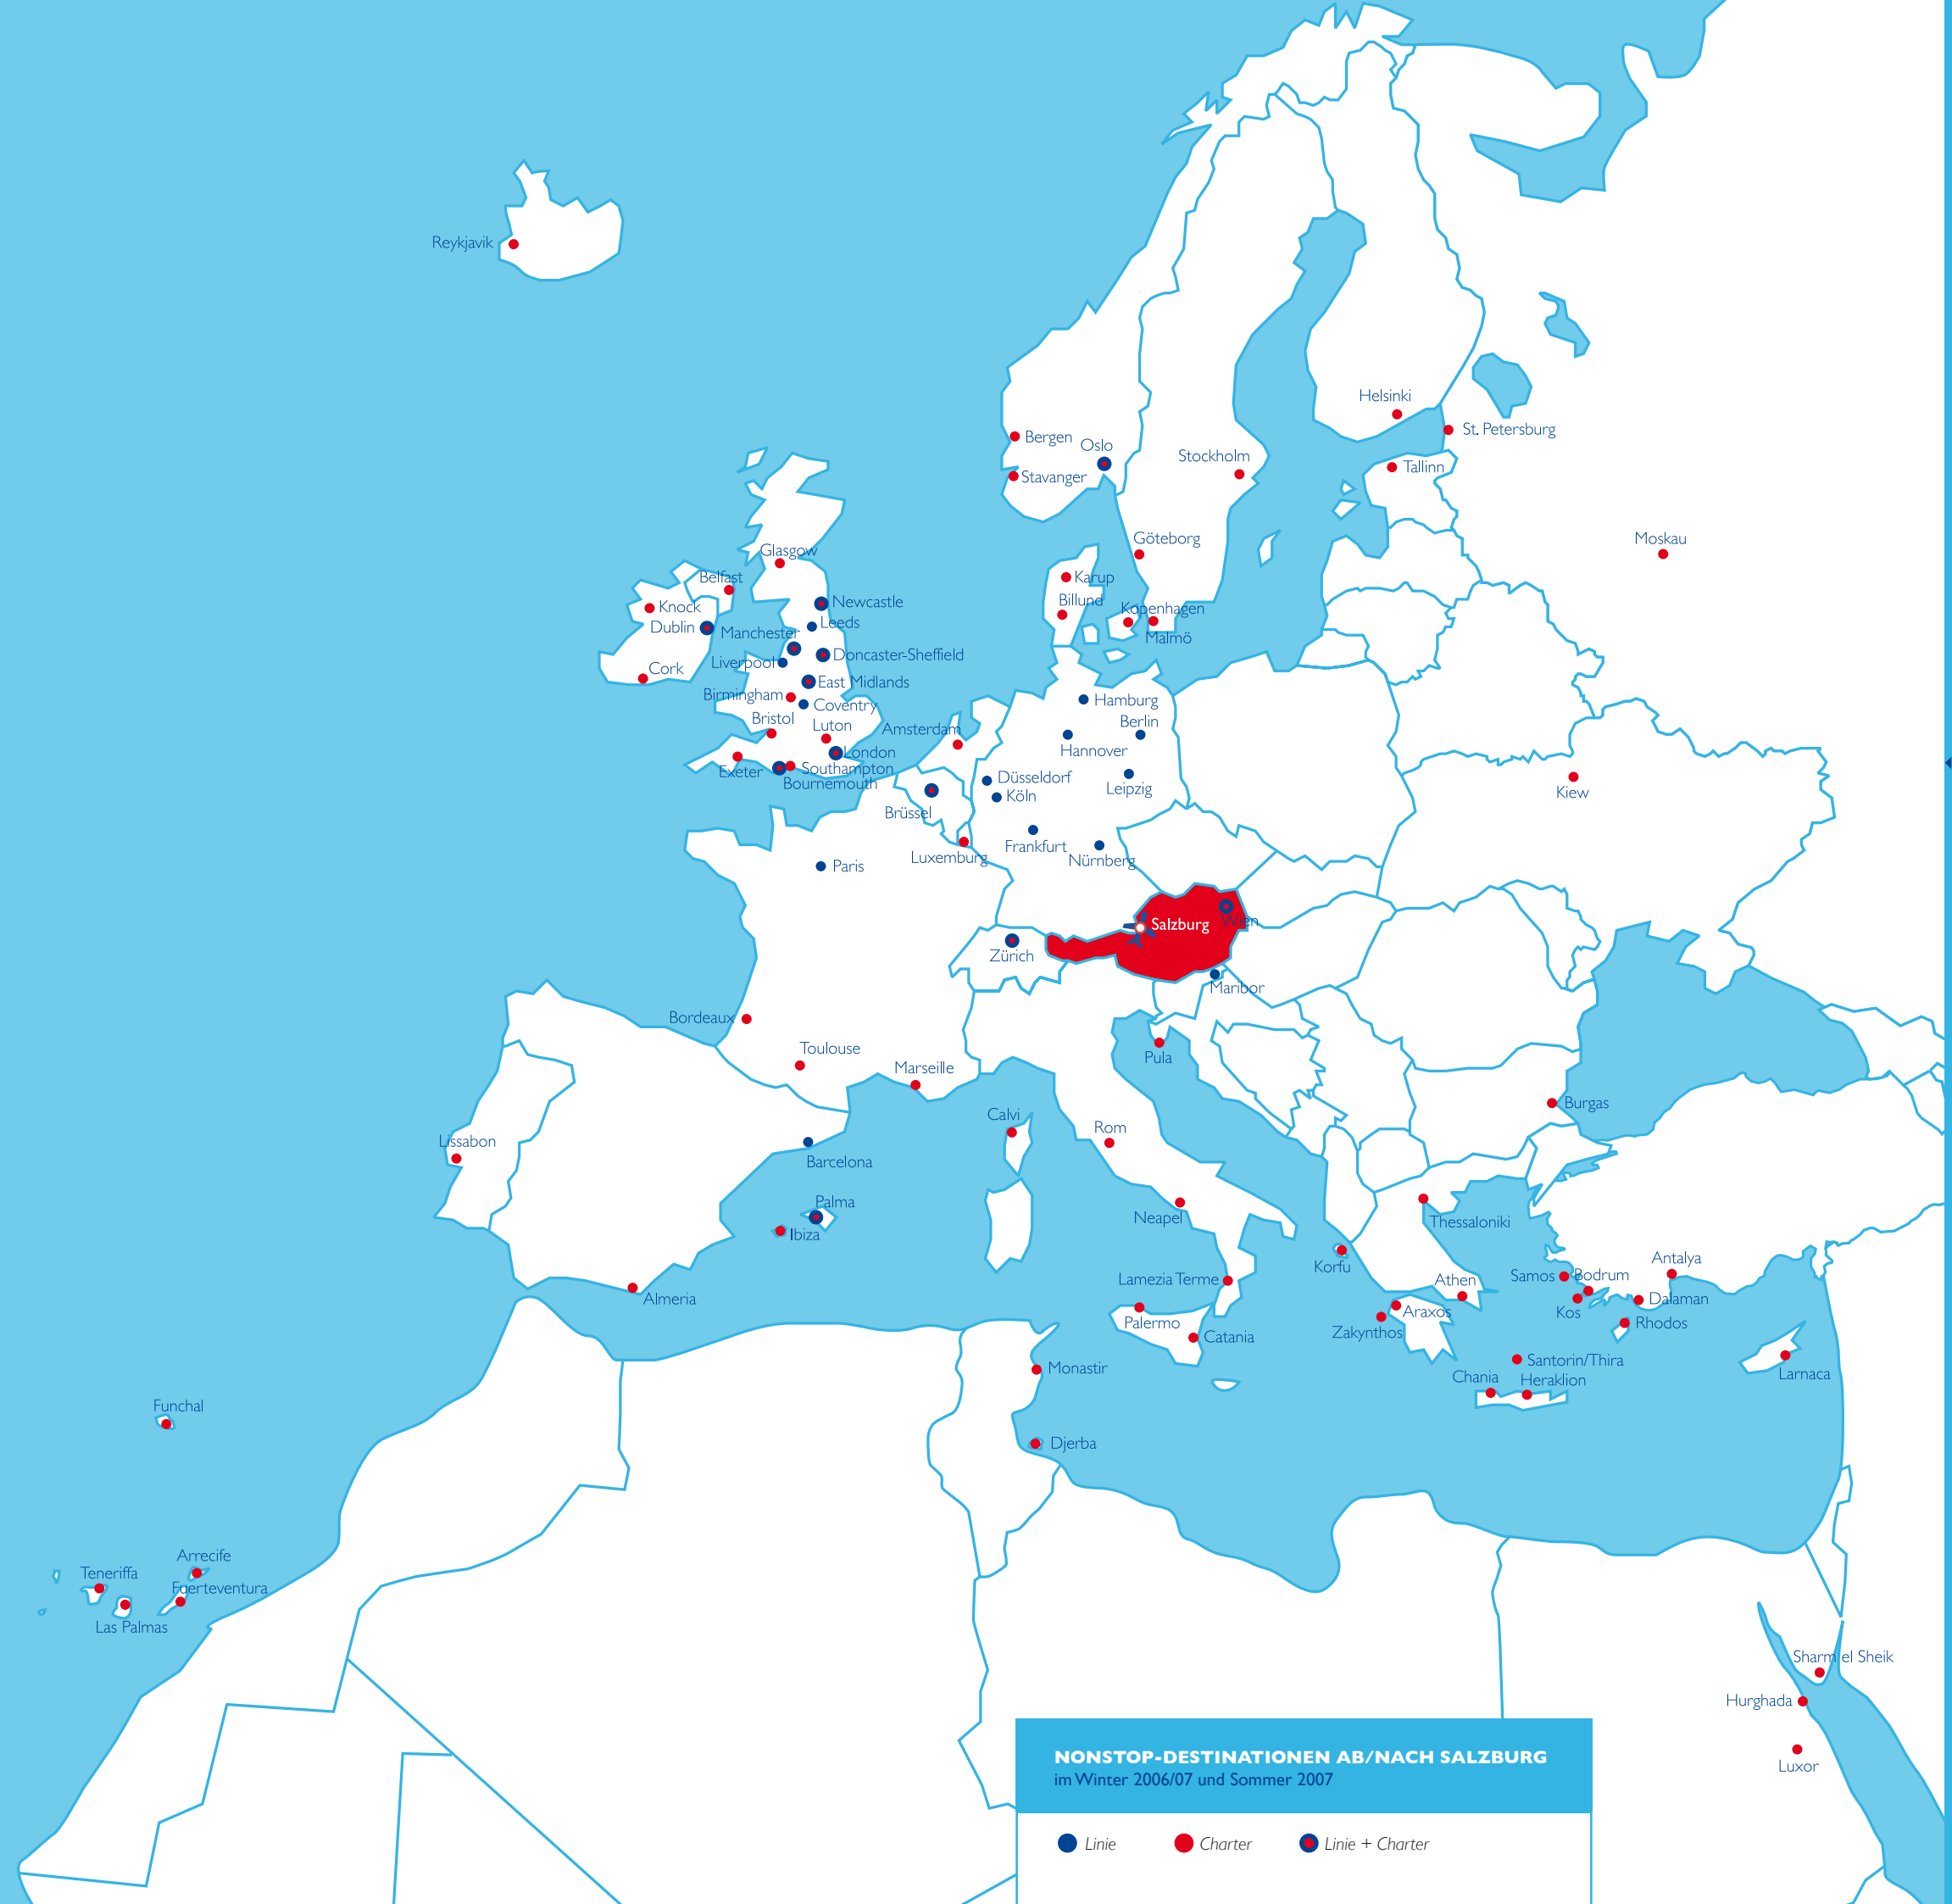 Reykjavik
Helsinki
St. Petersburg
Bergen
Oslo
Stavanger
Stockholm
Tallinn
Göteborg
Moskau
Glasgow
Belfast
Karup
Billund
Kopenhagen
Malmö
Knock
Dublin
Newcastle
Leeds
Manchester
Liverpool
Doncaster-Sheffield
Cork
East Midlands
Birmingham
Coventry
Bristol
Luton
London
Amsterdam
Hamburg
Berlin
Hannover
Exeter
Southampton
Bournemouth
Düsseldorf
Köln
Leipzig
Kiew
Brüssel
Luxemburg
Frankfurt
Nürnberg
Paris
Salzburg
Wien
Zürich
Maribor
Bordeaux
Toulouse
Marseille
Pula
Burgas
Calvi
Rom
Lissabon
Barcelona
Palma
Ibiza
Neapel
Thessaloniki
Korfu
Lamezia Terme
Athen
Samos
Bodrum
Antalya
Almeria
Palermo
Catania
Araxos
Zakynthos
Kos
Dalaman
Rhodos
Monastir
Santorin/Thira
Chania
Heraklion
Larnaca
Funchal
Djerba
Arrecife
Teneriffa
Fuerteventura
Las Palmas
Sharm el Sheik
Hurghada
Luxor
NONSTOP-DESTINATIONEN AB/NACH SALZBURG
im Winter 2006/07 und Sommer 2007
Linie
Charter
Linie + Charter